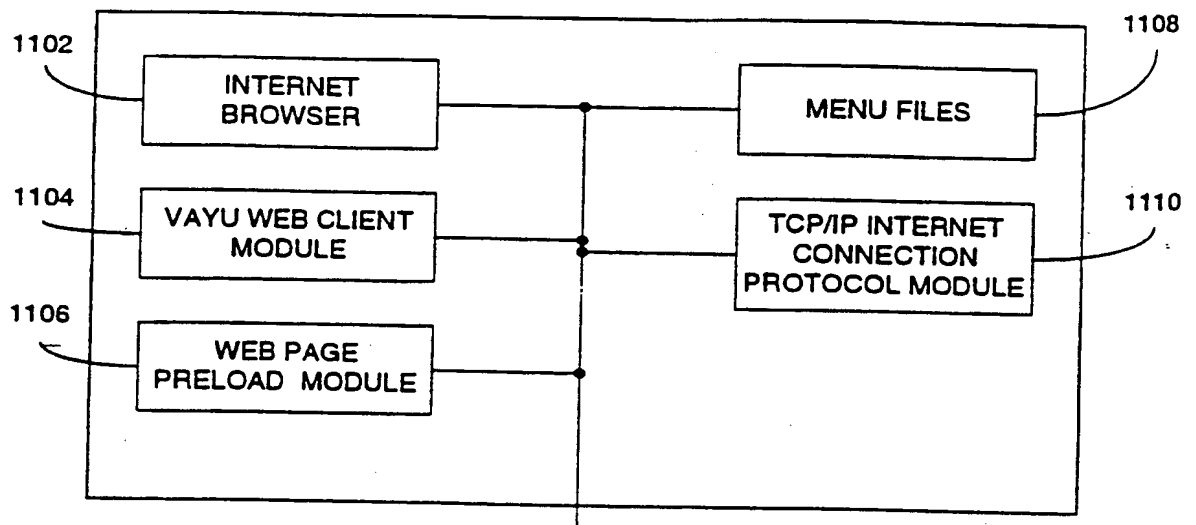 1102
INTERNET
BROWSER
1108
MENU FILES
1104
VAYU WEB CLIENT
MODULE
1110
TCP/IP INTERNET
CONNECTION
PROTOCOL MODULE
1106
WEB PAGE
PRELOAD MODULE